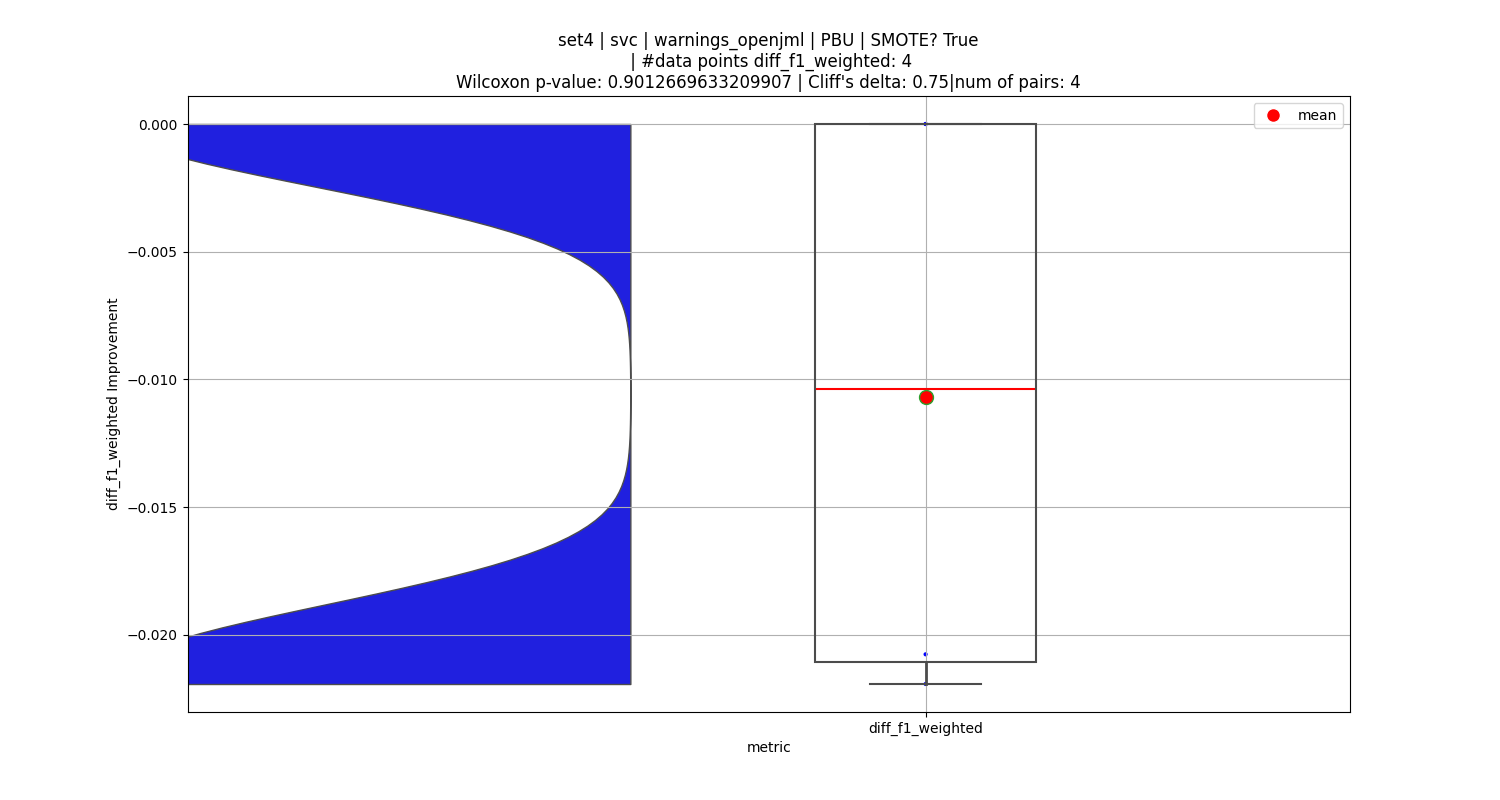 set4 | svc | warnings_openjml | PBU | SMOTE? True
| #data points diff_f1_weighted: 4
Wilcoxon p-value: 0.9012669633209907 | Cliff's delta: 0.75|num of pairs: 4
mean
0.000
−0.005
−0.010
−0.015
−0.020
diff_f1_weighted Improvement
diff_f1_weighted
metric